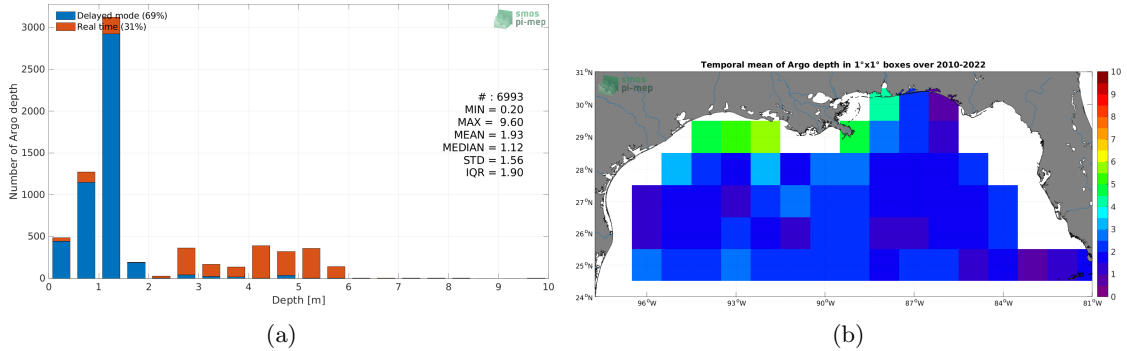 Delayed mode (69%)
Real time (31%)
smos
pi-mep
3000
2500
2000
1500
1000
500
0
Number of Argo depth
# : 6993
MIN = 0.20
MAX = 9.60
MEAN = 1.93
MEDIAN = 1.12
STD = 1.56
IQR = 1.90
0 1 2 3 4 5 6 7 8 9 10
Depth [m]
(a)
Temporal mean of Argo depth in 1°x1° boxes over 2010-2022
smos
pi-mep
31°N
30°N
29°N
28°N
27°N
26°N
25°N
24°N
96°W 93°W 90°W 87°W 84°W 81°W
10
9
8
7
6
5
4
3
2
1
0
(b)